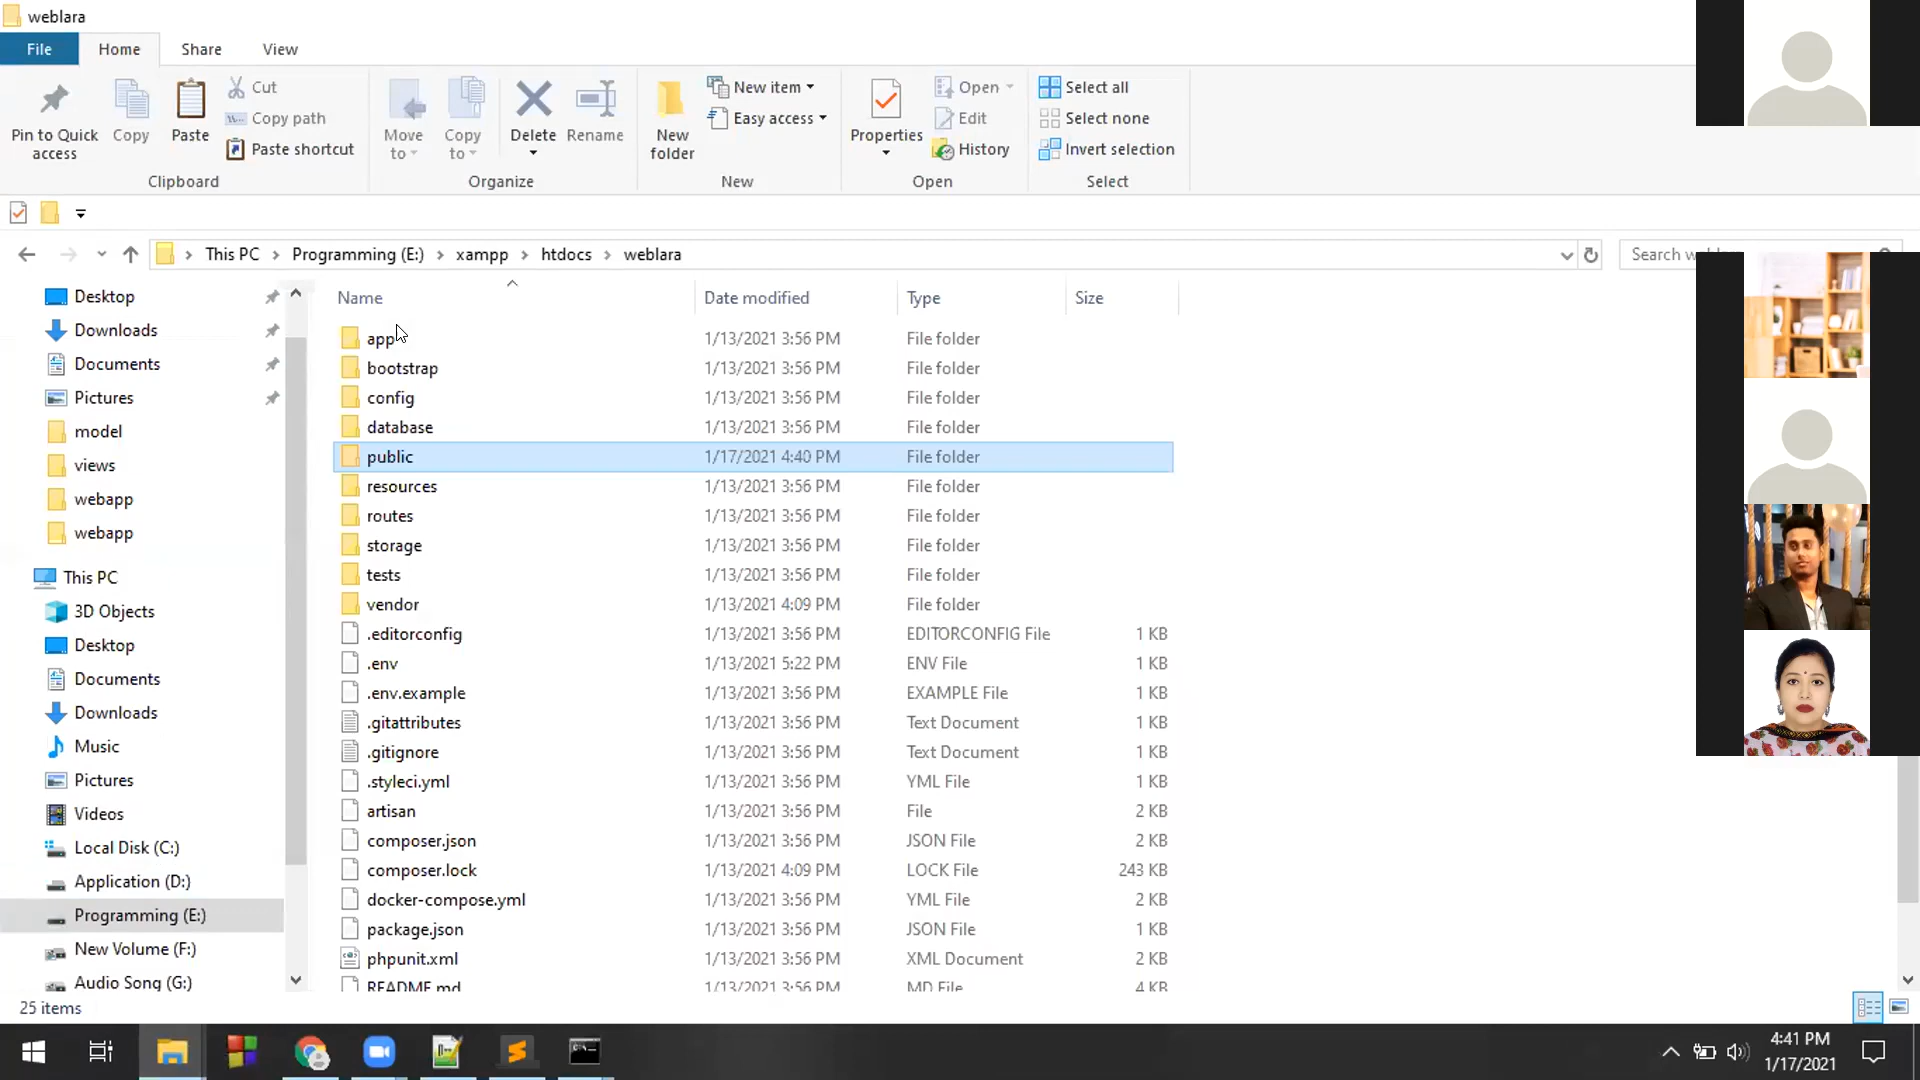 weblara
File Home Share View
Pin to Quick access
Copy
Paste
Cut
Copy path
Paste shortcut
Clipboard
Move to
Copy to
Delete
Rename
Organize
New folder
New item
Easy access
New
Properties
Open
Edit
History
Open
Select all
Select none
Invert selection
Select
This PC > Programming (E:) > xampp > htdocs > weblara
Search
Desktop
Downloads
Documents
Pictures
model
views
webapp
webapp
This PC
3D Objects
Desktop
Documents
Downloads
Music
Pictures
Videos
Local Disk (C:)
Application (D:)
Programming (E:)
New Volume (F:)
Audio Song (G:)
Name Date modified Type Size
app 1/13/2021 3:56 PM File folder
bootstrap 1/13/2021 3:56 PM File folder
config 1/13/2021 3:56 PM File folder
database 1/13/2021 3:56 PM File folder
public 1/17/2021 4:40 PM File folder
resources 1/13/2021 3:56 PM File folder
routes 1/13/2021 3:56 PM File folder
storage 1/13/2021 3:56 PM File folder
tests 1/13/2021 3:56 PM File folder
vendor 1/13/2021 4:09 PM File folder
.editorconfig 1/13/2021 3:56 PM EDITORCONFIG File 1 KB
.env 1/13/2021 5:22 PM ENV File 1 KB
.env.example 1/13/2021 3:56 PM EXAMPLE File 1 KB
.gitattributes 1/13/2021 3:56 PM Text Document 1 KB
.gitignore 1/13/2021 3:56 PM Text Document 1 KB
.styleci.yml 1/13/2021 3:56 PM YML File 1 KB
artisan 1/13/2021 3:56 PM File 2 KB
composer.json 1/13/2021 3:56 PM JSON File 2 KB
composer.lock 1/13/2021 4:09 PM LOCK File 243 KB
docker-compose.yml 1/13/2021 3:56 PM YML File 2 KB
package.json 1/13/2021 3:56 PM JSON File 1 KB
phpunit.xml 1/13/2021 3:56 PM XML Document 2 KB
README.md 1/13/2021 3:56 PM MD File 4 KB
25 items
4:41 PM
1/17/2021